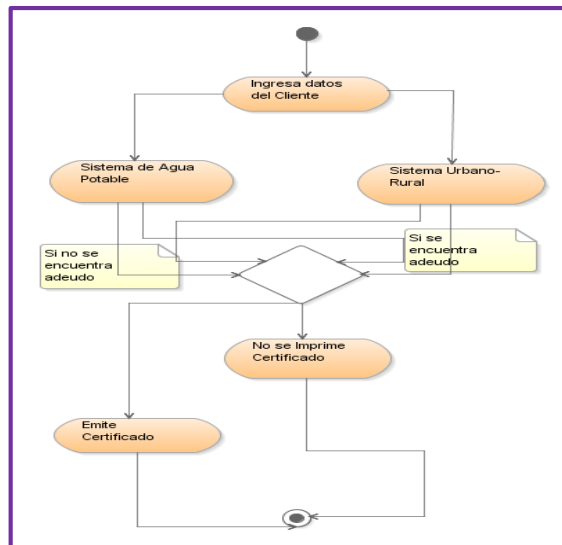 Ingresa datos
del Cliente
Sistema de Agua
Potable
Sistema Urbano-
Rural
Si no se
encuentra
adeudo
Si se
encuentra
adeudo
No se Imprime
Certificado
Emite
Certificado